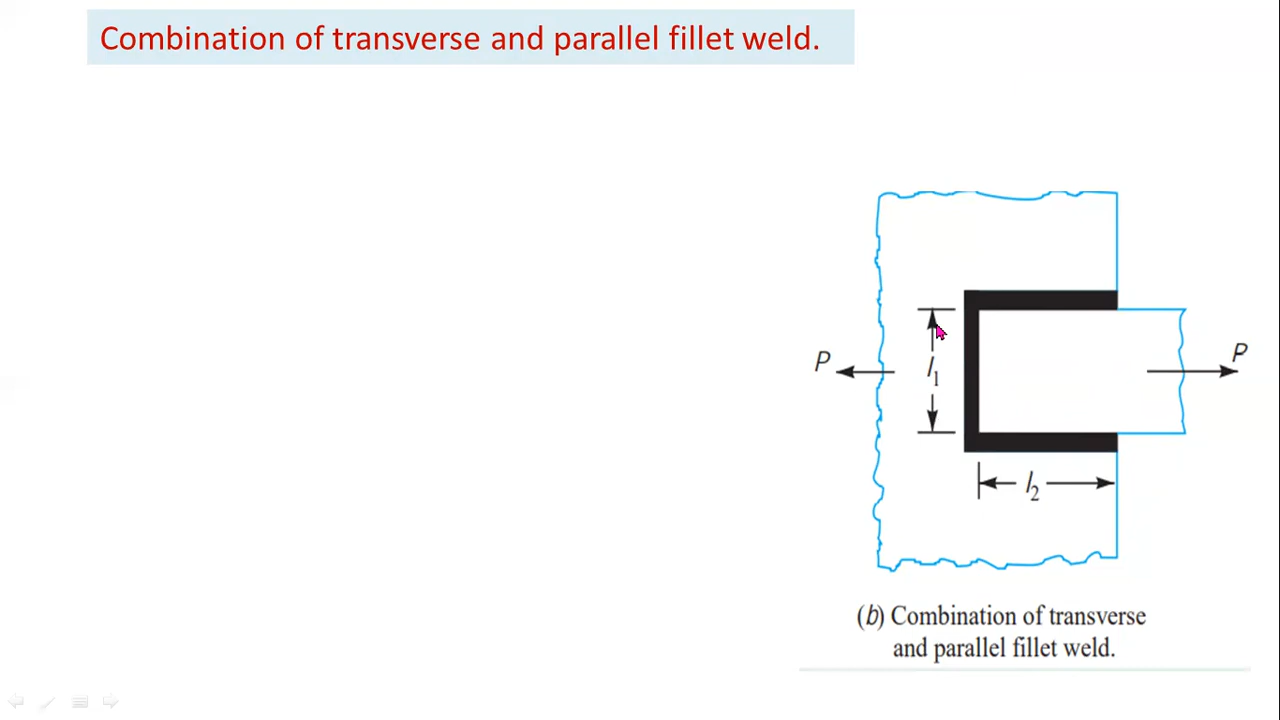 Combination of transverse and parallel fillet weld.
P
l1
P
l2
(b) Combination of transverse
and parallel fillet weld.